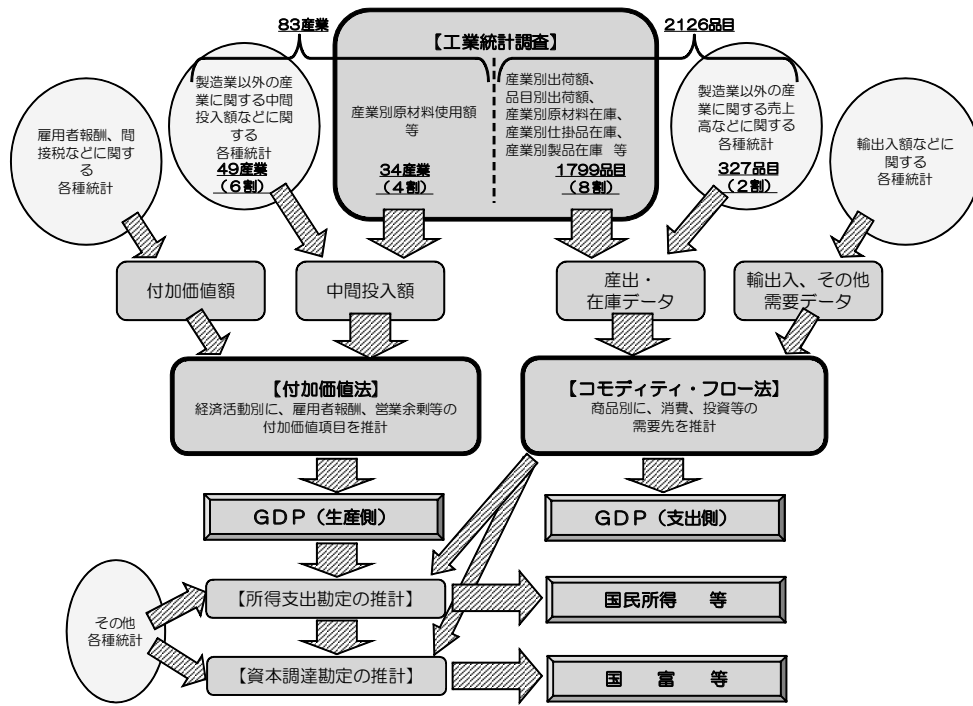 83産業
2126品目
【工業統計調査】
雇用者報酬、間
接税などに関す
る
各種統計
製造業以外の産
業に関する中間
投入額などに関
する
各種統計
49産業
(6割)
産業別原材料使用額
等
34産業
(4割)
産業別出荷額、
品目別出荷額、
産業別原材料在庫、
産業別仕掛品在庫、
産業別製品在庫 等
1799品目
(8割)
製造業以外の産
業に関する売上
高などに関する
各種統計
327品目
(2割)
輸出入額などに
関する
各種統計
付加価値額
中間投入額
産出・
在庫データ
輸出入、その他
需要データ
【付加価値法】
経済活動別に、雇用者報酬、営業余剰等の
付加価値項目を推計
【コモディティ・フロー法】
商品別に、消費、投資等の
需要先を推計
GDP(生産側)
GDP(支出側)
その他
各種統計
【所得支出勘定の推計】
国民所得 等
【資本調達勘定の推計】
国 富 等